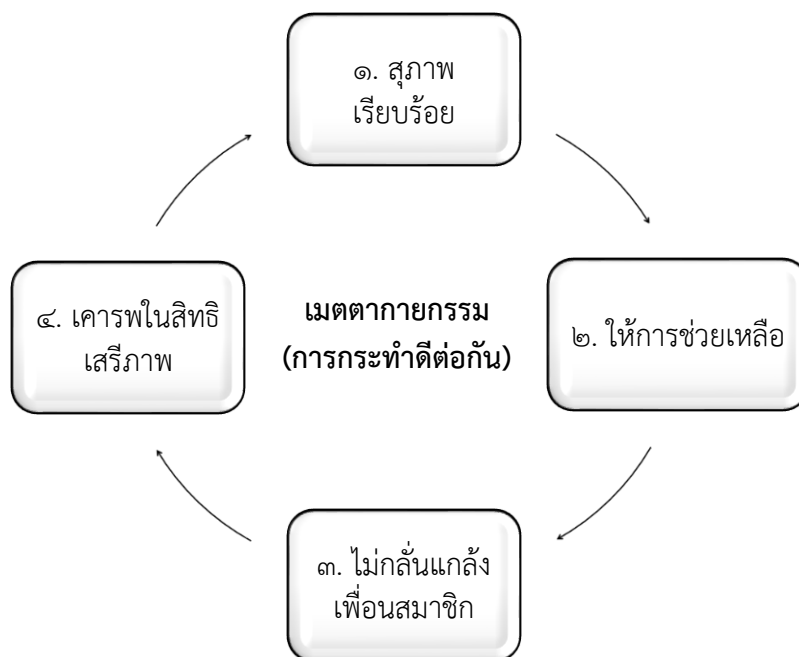 ๑. สุภาพ
เรียบร้อย
๒. ให้การช่วยเหลือ
๓. ไม่กลั่นแกล้ง
เพื่อนสมาชิก
๔. เคารพในสิทธิ
เสรีภาพ
เมตตากายกรรม
(การกระทำดีต่อกัน)